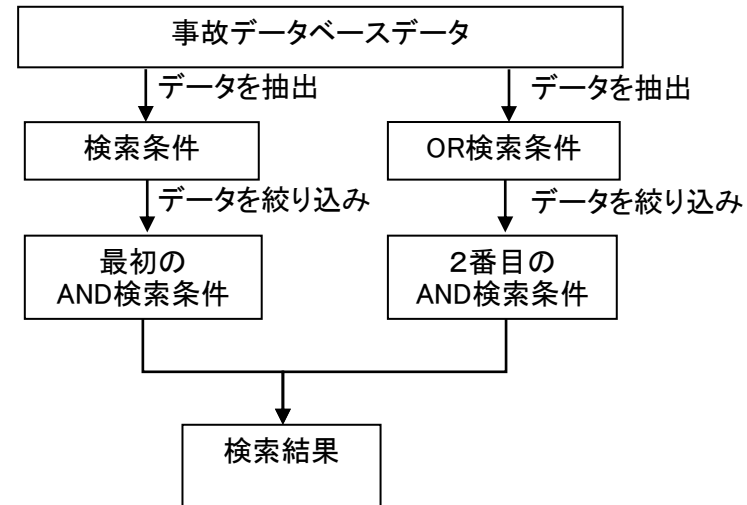 事故データベースデータ
データを抽出
データを抽出
検索条件
OR検索条件
データを絞り込み
データを絞り込み
最初の
AND検索条件
２番目の
AND検索条件
検索結果